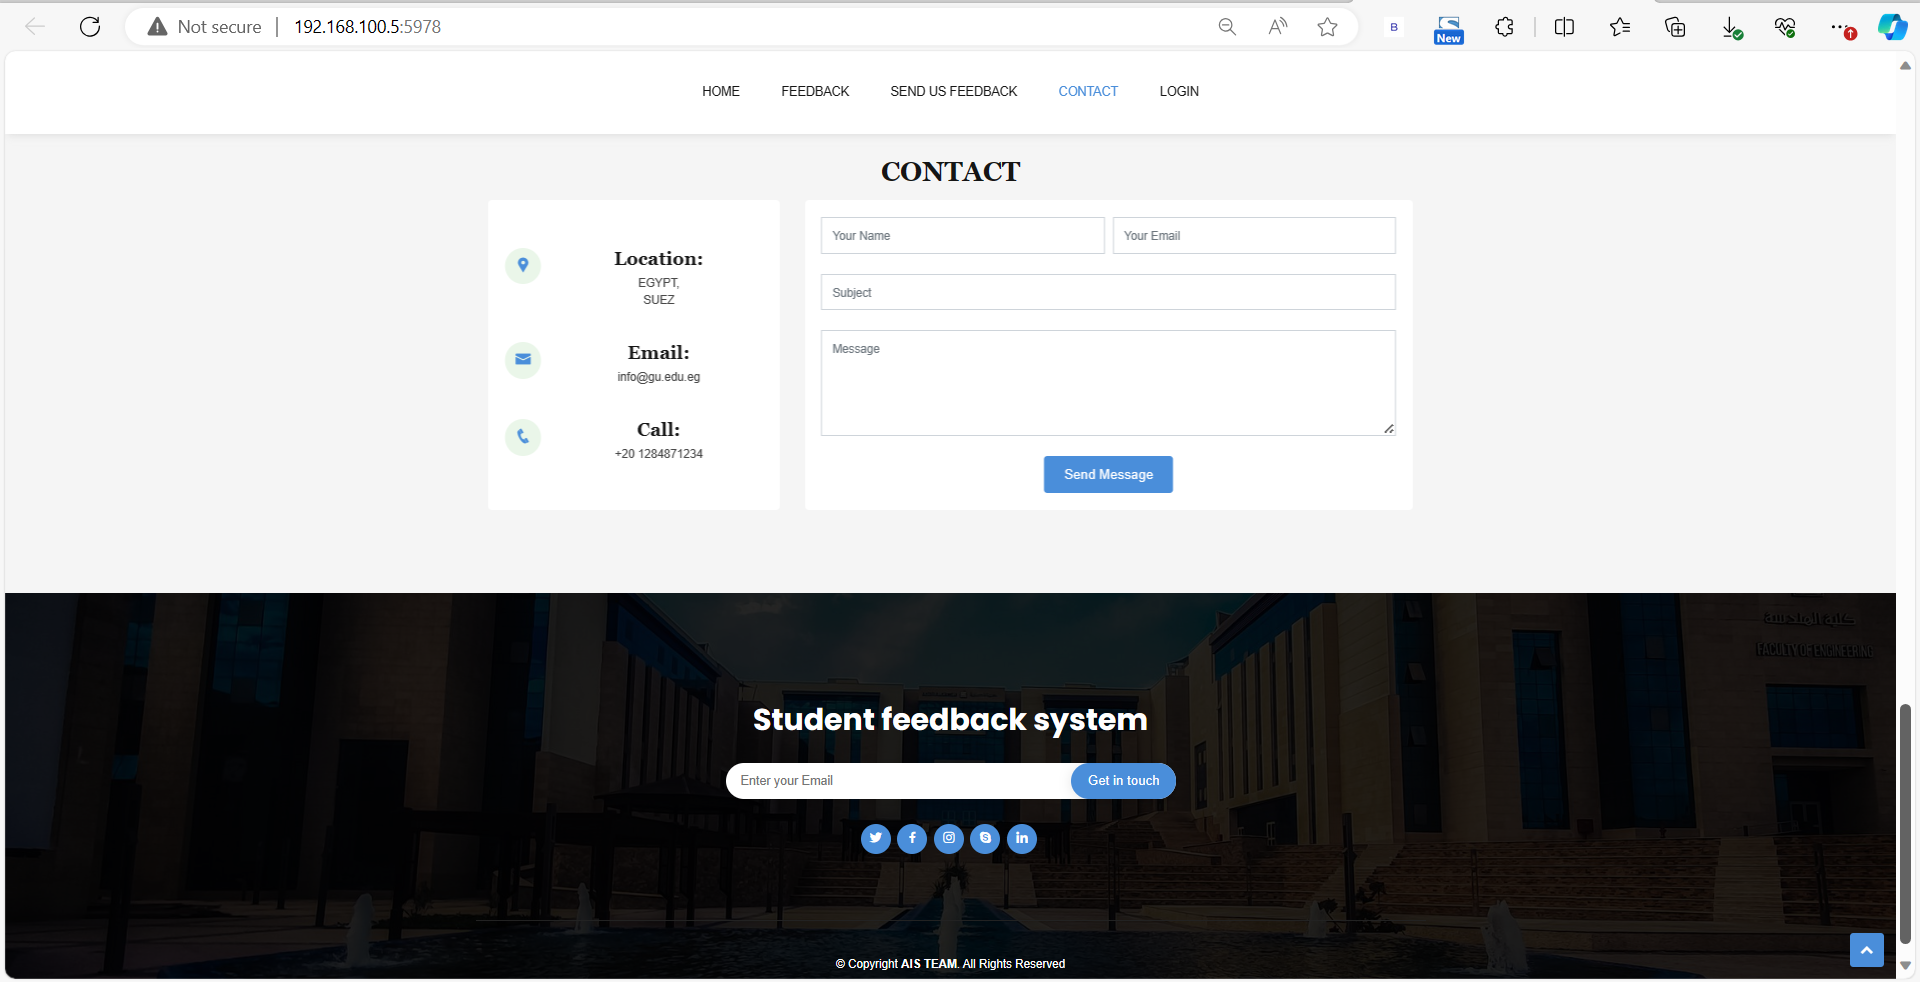 Not secure
192.168.100.5:5978
B
New
HOME
FEEDBACK
SEND US FEEDBACK
CONTACT
LOGIN
CONTACT
Location:
EGYPT,
SUEZ
Email:
info@gu.edu.eg
Call:
+20 1284871234
Your Name
Your Email
Subject
Message
Send Message
كلية الهندسة
FACULTY OF ENGINEERING
Student feedback system
Enter your Email
Get in touch
© Copyright AIS TEAM. All Rights Reserved